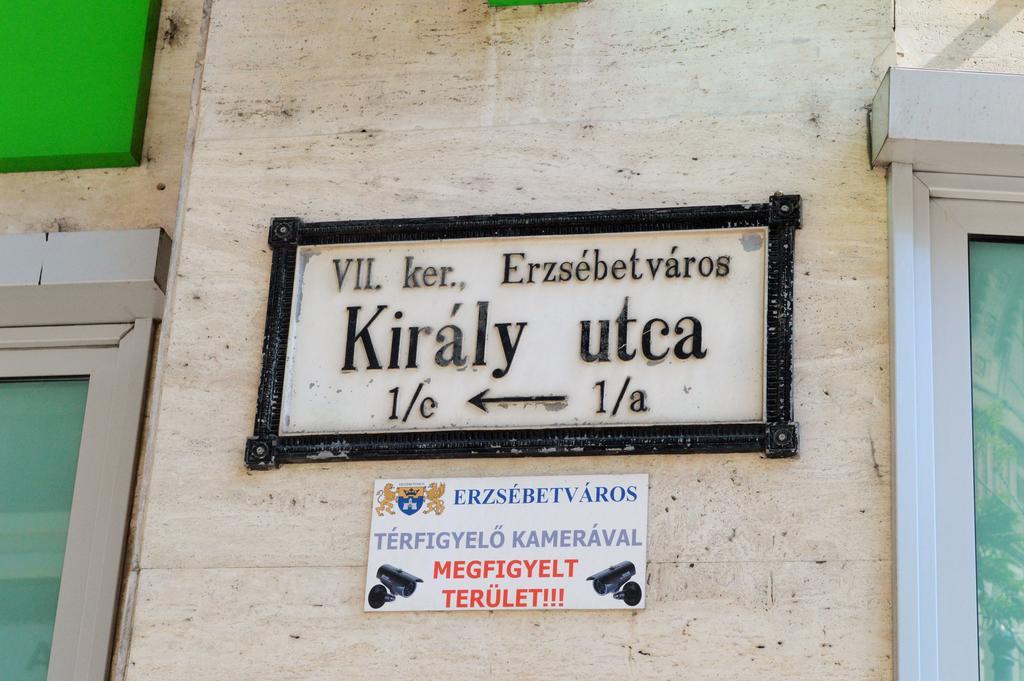 VII. ker., Erzsébetváros
Király utca
1/c ← 1/a
ERZSÉBETVÁROS
TÉRFIGYELŐ KAMERÁVAL
MEGFIGYELT
TERÜLET!!!